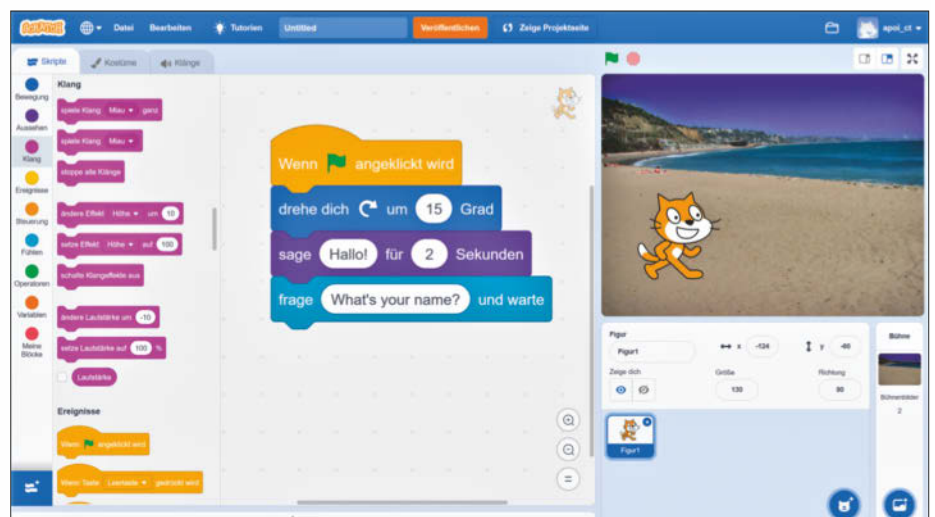 SCRATCH
Datei Bearbeiten Tutorien Untitled Veröffentlichen Zeige Projektseite apoi_ct
Skripte Kostüme Klänge
Bewegung
Aussehen
Klang
Ereignisse
Steuerung
Fühlen
Operatoren
Variablen
Meine
Blöcke
Klang
spiele Klang Miau ganz
spiele Klang Miau
stoppe alle Klänge
ändere Effekt Höhe um 10
setze Effekt Höhe auf 100
schalte Klangeffekte aus
ändere Lautstärke um -10
setze Lautstärke auf 100 %
Lautstärke
Ereignisse
Wenn angeklickt wird
Wenn Taste Leertaste gedrückt wird
Wenn angeklickt wird
drehe dich um 15 Grad
sage Hallo! für 2 Sekunden
frage What's your name? und warte
Figur
Figur1 x -124 y -60
Zeige dich Größe Richtung
130 90
Figur1
Bühne
Bühnenbilder
2